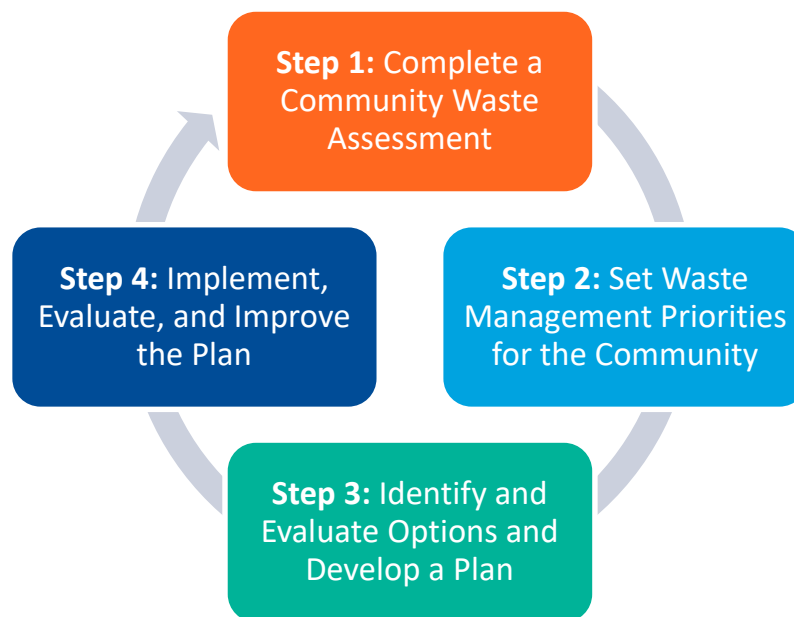 Step 1: Complete a
Community Waste
Assessment
Step 2: Set Waste
Management Priorities
for the Community
Step 3: Identify and
Evaluate Options and
Develop a Plan
Step 4: Implement,
Evaluate, and Improve
the Plan